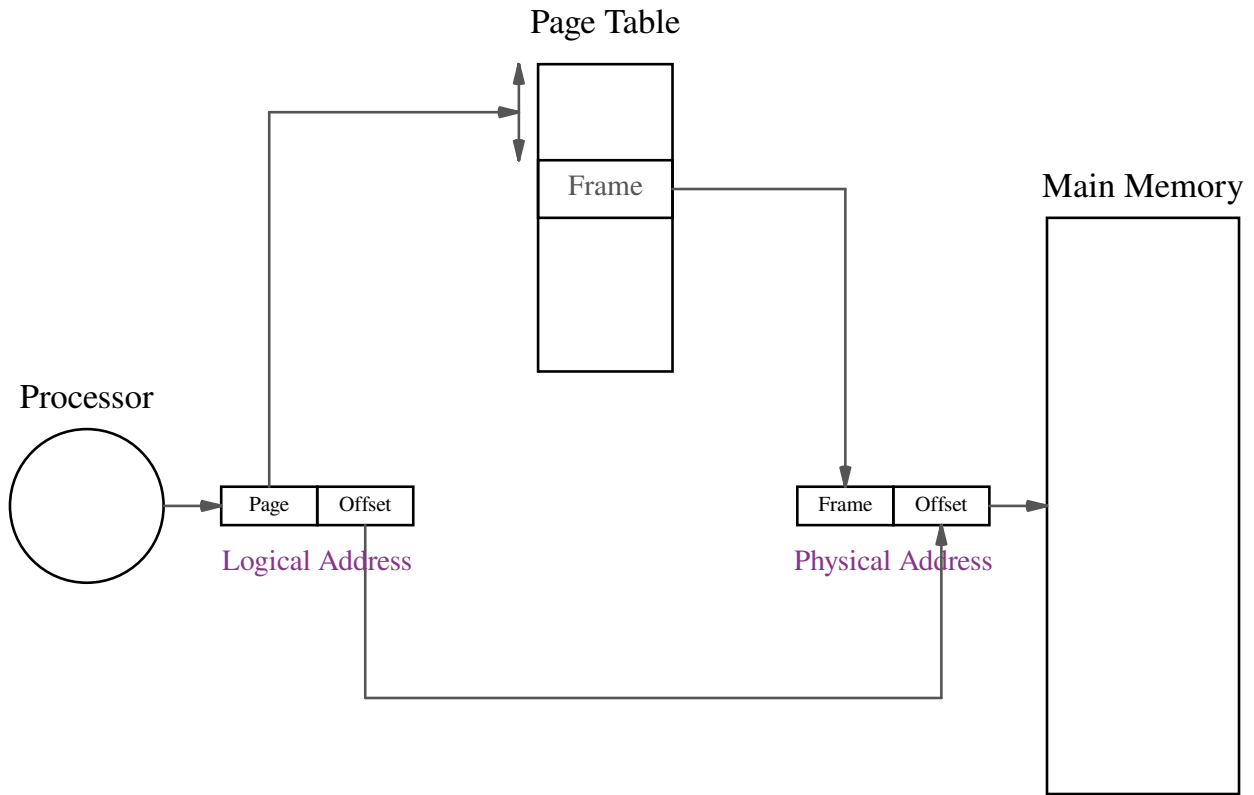 Page Table
Frame
Main Memory
Processor
Page Offset
Frame Offset
Logical Address
Physical Address